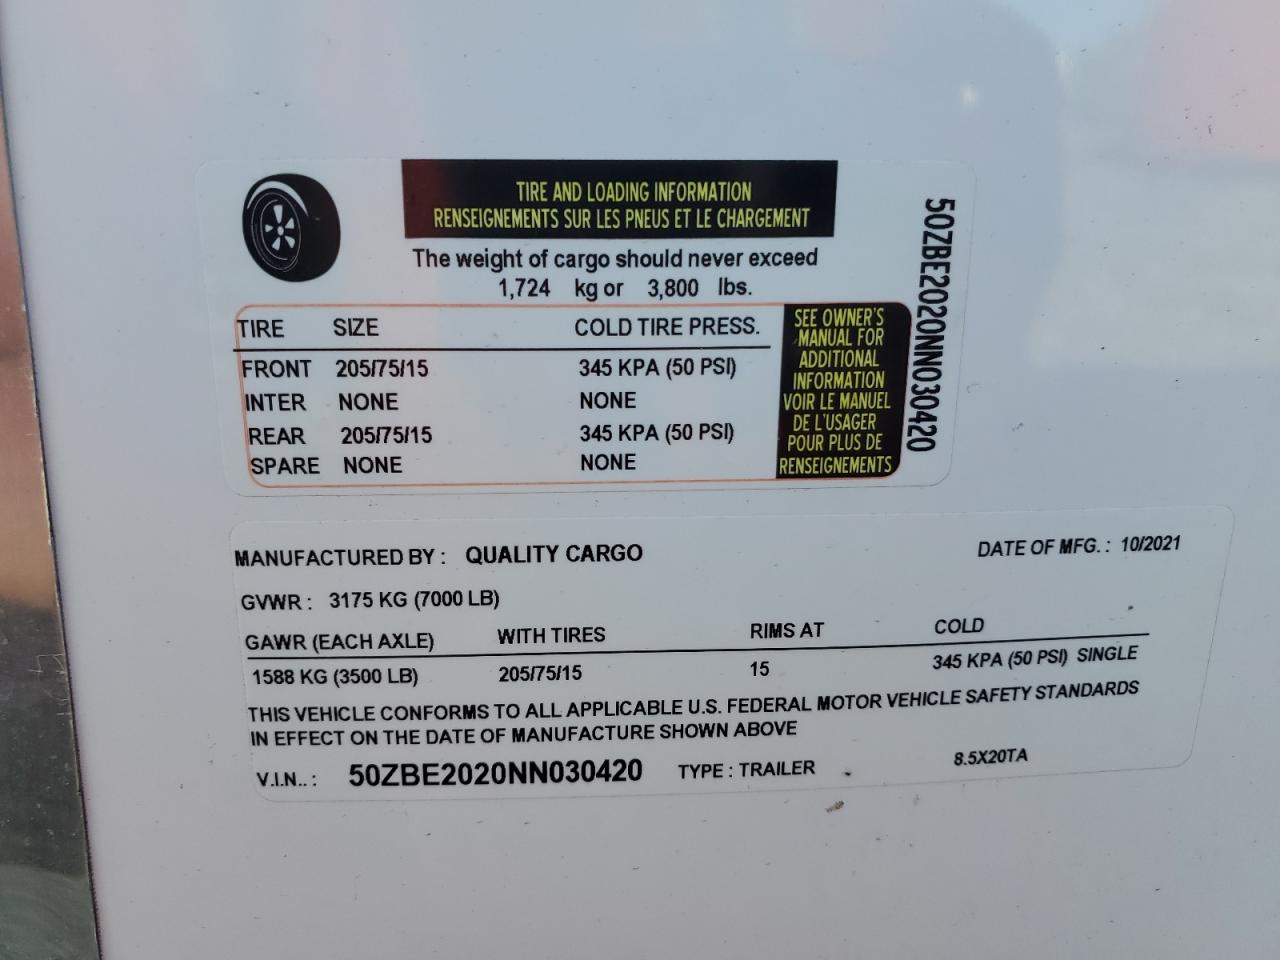 TIRE AND LOADING INFORMATION
RENSEIGNEMENTS SUR LES PNEUS ET LE CHARGEMENT
The weight of cargo should never exceed
1,724 kg or 3,800 lbs.
TIRE SIZE COLD TIRE PRESS.
FRONT 205/75/15 345 KPA (50 PSI)
INTER NONE NONE
REAR 205/75/15 345 KPA (50 PSI)
SPARE NONE NONE
SEE OWNER'S
MANUAL FOR
ADDITIONAL
INFORMATION
VOIR LE MANUEL
DE L'USAGER
POUR PLUS DE
RENSEIGNEMENTS
50ZBE2020NN030420
MANUFACTURED BY : QUALITY CARGO DATE OF MFG. : 10/2021
GVWR : 3175 KG (7000 LB)
GAWR (EACH AXLE) WITH TIRES RIMS AT COLD
1588 KG (3500 LB) 205/75/15 15 345 KPA (50 PSI) SINGLE
THIS VEHICLE CONFORMS TO ALL APPLICABLE U.S. FEDERAL MOTOR VEHICLE SAFETY STANDARDS
IN EFFECT ON THE DATE OF MANUFACTURE SHOWN ABOVE
V.I.N.. : 50ZBE2020NN030420 TYPE : TRAILER 8.5X20TA